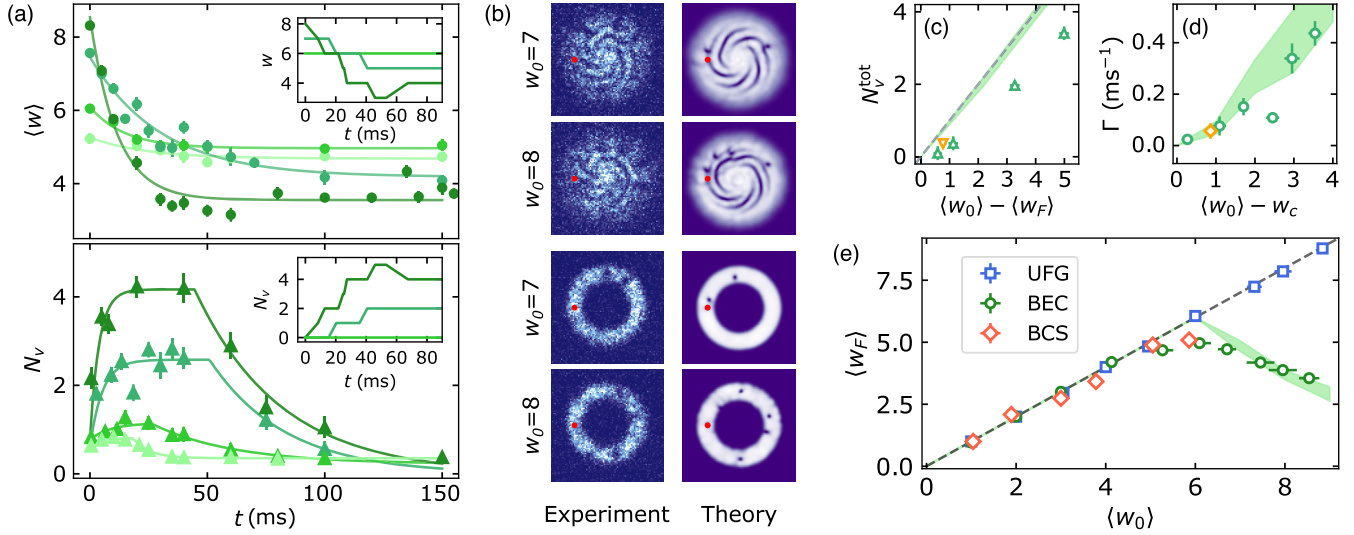 (a)
⟨w⟩
8
6
4
w
8
6
4
0 20 40 60 80
t (ms)
N_v
4
2
0
N_v
4
2
0
0 20 40 60 80
t (ms)
0 50 100 150
t (ms)
(b)
w_0=7
w_0=8
w_0=7
w_0=8
Experiment Theory
(c)
N_v^tot
4
2
0
0 1 2 3 4 5
⟨w_0⟩ − ⟨w_F⟩
(d)
Γ (ms⁻¹)
0.4
0.2
0.0
0 1 2 3 4
⟨w_0⟩ − w_c
(e)
UFG
BEC
BCS
⟨w_F⟩
7.5
5.0
2.5
0.0
0 2 4 6 8
⟨w_0⟩